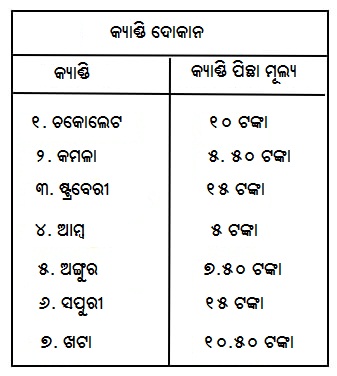 କ୍ୟାଣ୍ଡି ଦୋକାନ
କ୍ୟାଣ୍ଡି କ୍ୟାଣ୍ଡି ପିଛା ମୂଲ୍ୟ
୧. ଚକୋଲେଟ ୧୦ ଟଙ୍କା
୨. କମଳା ୫.୫୦ ଟଙ୍କା
୩. ଷ୍ଟ୍ରବେରୀ ୧୫ ଟଙ୍କା
୪. ଆମ୍ବ ୫ ଟଙ୍କା
୫. ଅଙ୍ଗୁର ୭.୫୦ ଟଙ୍କା
୬. ସପୁରୀ ୧୫ ଟଙ୍କା
୭. ଖଟା ୧୦.୫୦ ଟଙ୍କା